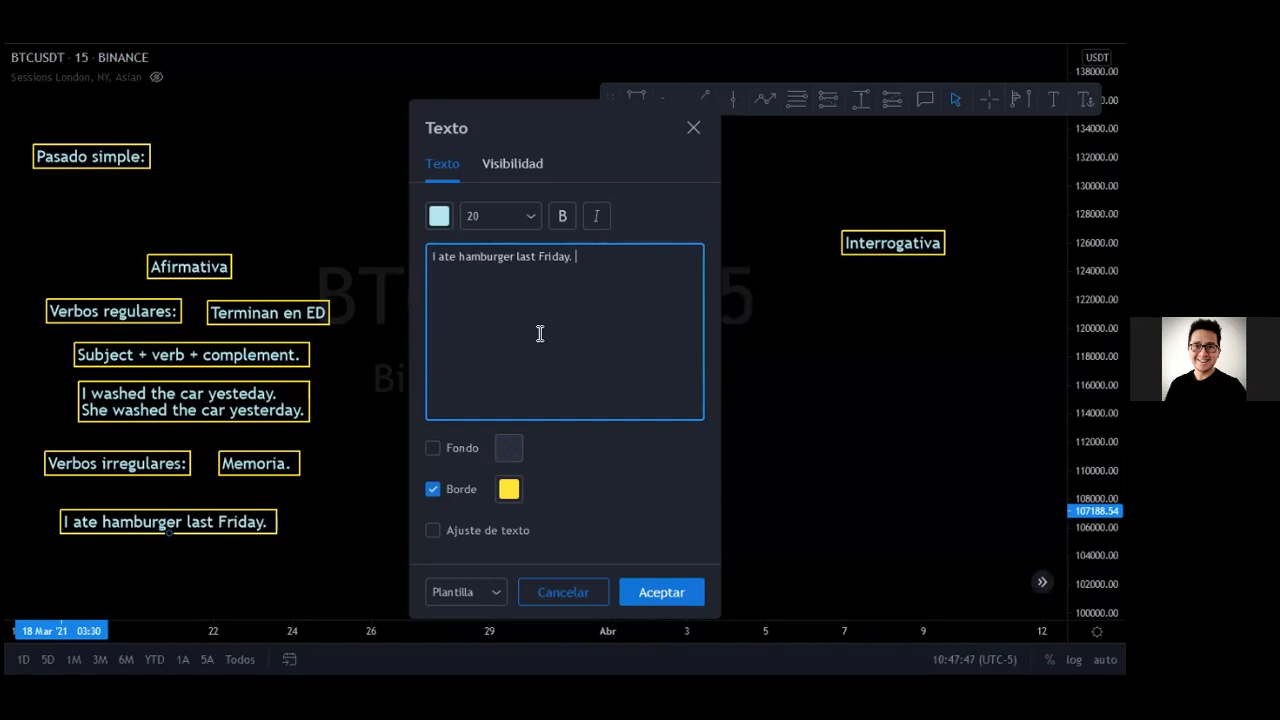 BTCUSDT · 15 · BINANCE
Sessions London, NY, Asian
USDT
138000.00
134000.00
132000.00
130000.00
128000.00
126000.00
124000.00
122000.00
120000.00
118000.00
116000.00
114000.00
112000.00
110000.00
108000.00
107188.54
106000.00
104000.00
102000.00
100000.00
Pasado simple:
Afirmativa
Verbos regulares:
Terminan en ED
Subject + verb + complement.
I washed the car yesteday.
She washed the car yesterday.
Verbos irregulares:
Memoria.
I ate hamburger last Friday.
Texto
Texto
Visibilidad
20
B
I
I ate hamburger last Friday.
Fondo
Borde
Ajuste de texto
Plantilla
Cancelar
Aceptar
Interrogativa
18 Mar '21 03:30
22
24
26
29
Abr
3
5
7
9
12
1D
5D
1M
3M
6M
YTD
1A
5A
Todos
10:47:47 (UTC-5)
%
log
auto